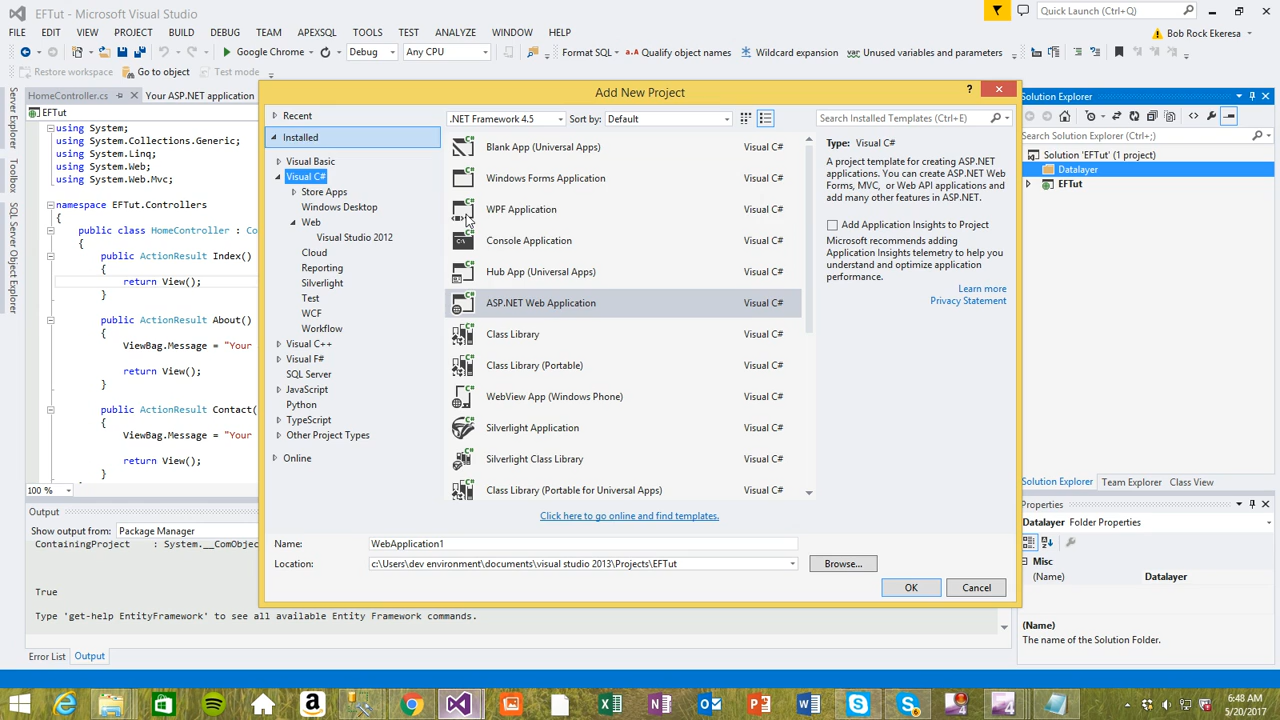 EFTut - Microsoft Visual Studio
Quick Launch (Ctrl+Q)
FILE EDIT VIEW PROJECT BUILD DEBUG TEAM APEXSQL TOOLS TEST ANALYZE WINDOW HELP
Bob Rock Ekeresa
Google Chrome Debug Any CPU Format SQL A Qualify object names Wildcard expansion Unused variables and parameters
Restore workspace Go to object Test mode
Server Explorer
Toolbox
SQL Server Object Explorer
HomeController.cs Your ASP.NET application
EFTut
using System;
using System.Collections.Generic;
using System.Linq;
using System.Web;
using System.Web.Mvc;
namespace EFTut.Controllers
{
public class HomeController : Co
{
public ActionResult Index()
{
return View();
}
public ActionResult About()
{
ViewBag.Message = "Your
return View();
}
public ActionResult Contact(
{
ViewBag.Message = "Your
return View();
}
100 %
Output
Show output from: Package Manager
ContainingProject : System.__ComObjec
True
Type 'get-help EntityFramework' to see all available Entity Framework commands.
Error List Output
Add New Project
? 
Recent
Installed
Visual Basic
Visual C#
Store Apps
Windows Desktop
Web
Visual Studio 2012
Cloud
Reporting
Silverlight
Test
WCF
Workflow
Visual C++
Visual F#
SQL Server
JavaScript
Python
TypeScript
Other Project Types
Online
.NET Framework 4.5 Sort by: Default
Search Installed Templates (Ctrl+E)
Blank App (Universal Apps) Visual C#
Windows Forms Application Visual C#
WPF Application Visual C#
Console Application Visual C#
Hub App (Universal Apps) Visual C#
ASP.NET Web Application Visual C#
Class Library Visual C#
Class Library (Portable) Visual C#
WebView App (Windows Phone) Visual C#
Silverlight Application Visual C#
Silverlight Class Library Visual C#
Class Library (Portable for Universal Apps) Visual C#
Click here to go online and find templates.
Type: Visual C#
A project template for creating ASP.NET
applications. You can create ASP.NET Web
Forms, MVC, or Web API applications and
add many other features in ASP.NET.
Add Application Insights to Project
Microsoft recommends adding
Application Insights telemetry to help you
understand and optimize application
performance.
Learn more
Privacy Statement
Name: WebApplication1
Location: c:\Users\dev environment\documents\visual studio 2013\Projects\EFTut
Browse...
OK Cancel
Solution Explorer
Search Solution Explorer (Ctrl+;)
Solution 'EFTut' (1 project)
Datalayer
EFTut
Solution Explorer Team Explorer Class View
Properties
Datalayer Folder Properties
Misc
(Name) Datalayer
(Name)
The name of the Solution Folder.
6:48 AM
5/20/2017